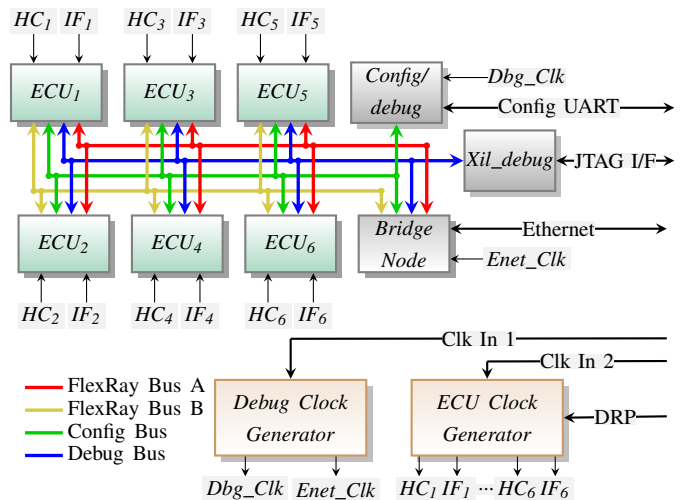 HC₁ IF₁ HC₃ IF₃ HC₅ IF₅
ECU₁ ECU₃ ECU₅ Config/
debug
Dbg_Clk
Config UART
Xil_debug JTAG I/F
ECU₂ ECU₄ ECU₆ Bridge
Node
Ethernet
Enet_Clk
HC₂ IF₂ HC₄ IF₄ HC₆ IF₆
Clk In 1
Clk In 2
FlexRay Bus A
FlexRay Bus B
Config Bus
Debug Bus
Debug Clock
Generator
ECU Clock
Generator
DRP
Dbg_Clk Enet_Clk HC₁ IF₁ ··· HC₆ IF₆